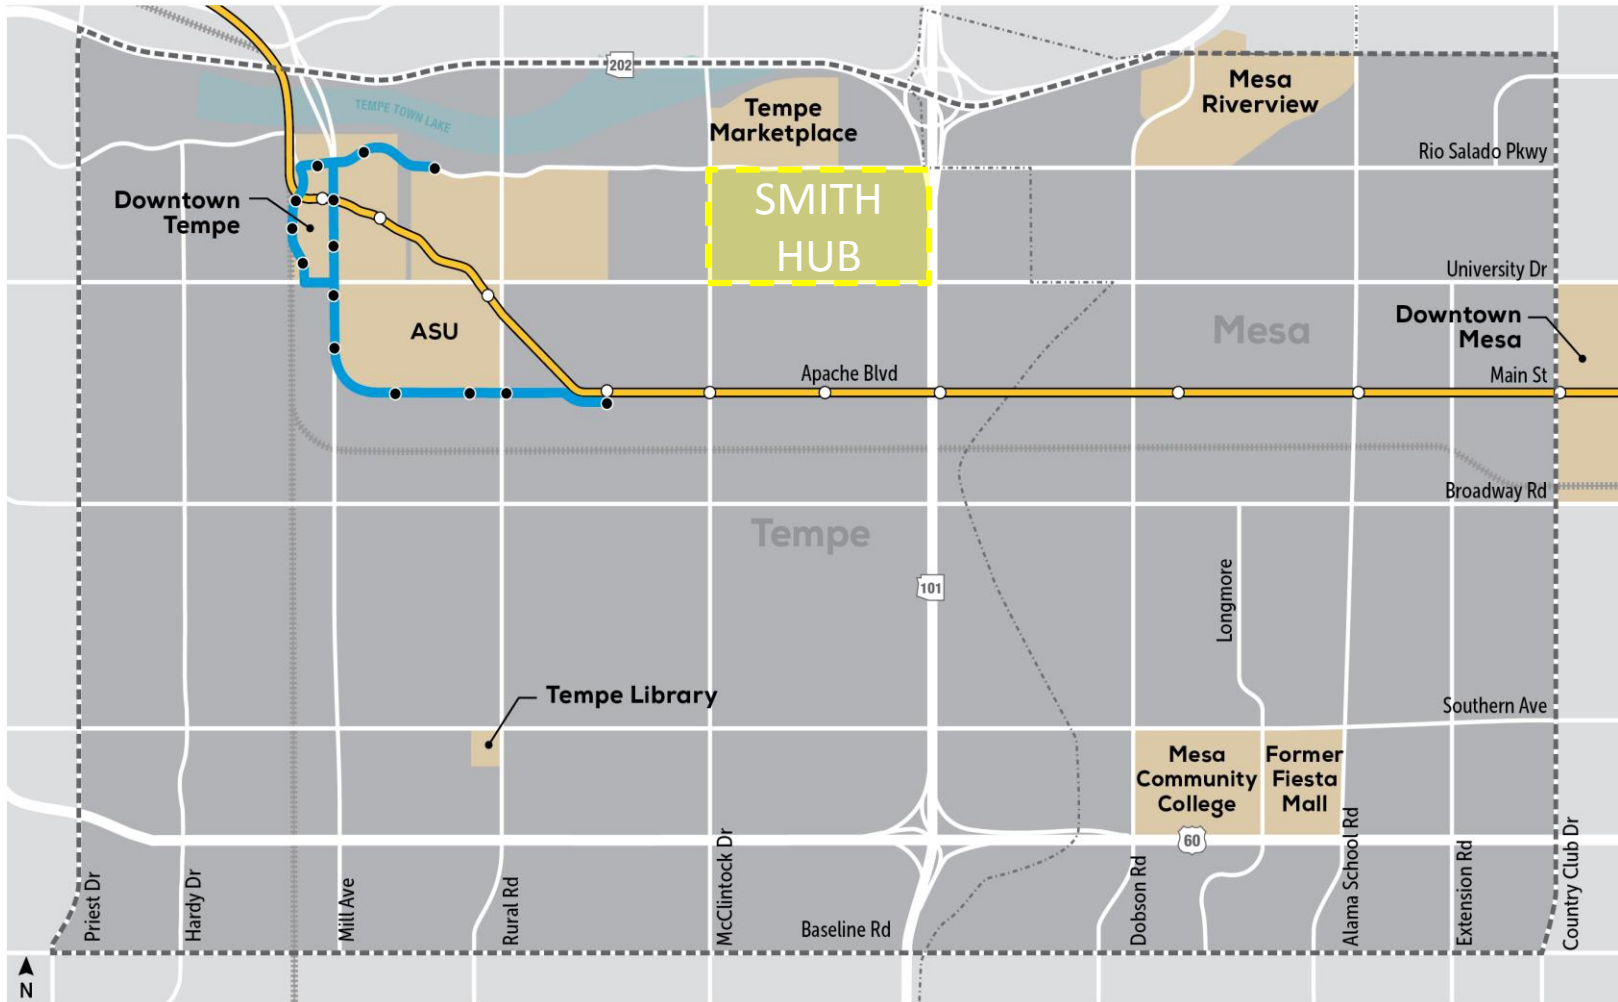 202
TEMPE TOWN LAKE
Tempe
Marketplace
Mesa
Riverview
Rio Salado Pkwy
Downtown
Tempe
SMITH
HUB
University Dr
ASU
Mesa
Downtown
Mesa
Apache Blvd
Main St
Broadway Rd
Tempe
101
Longmore
Tempe Library
Southern Ave
Mesa
Community
College
Former
Fiesta
Mall
60
Priest Dr
Hardy Dr
Mill Ave
Rural Rd
McClintock Dr
Baseline Rd
Dobson Rd
Alama School Rd
Extension Rd
Country Club Dr
N